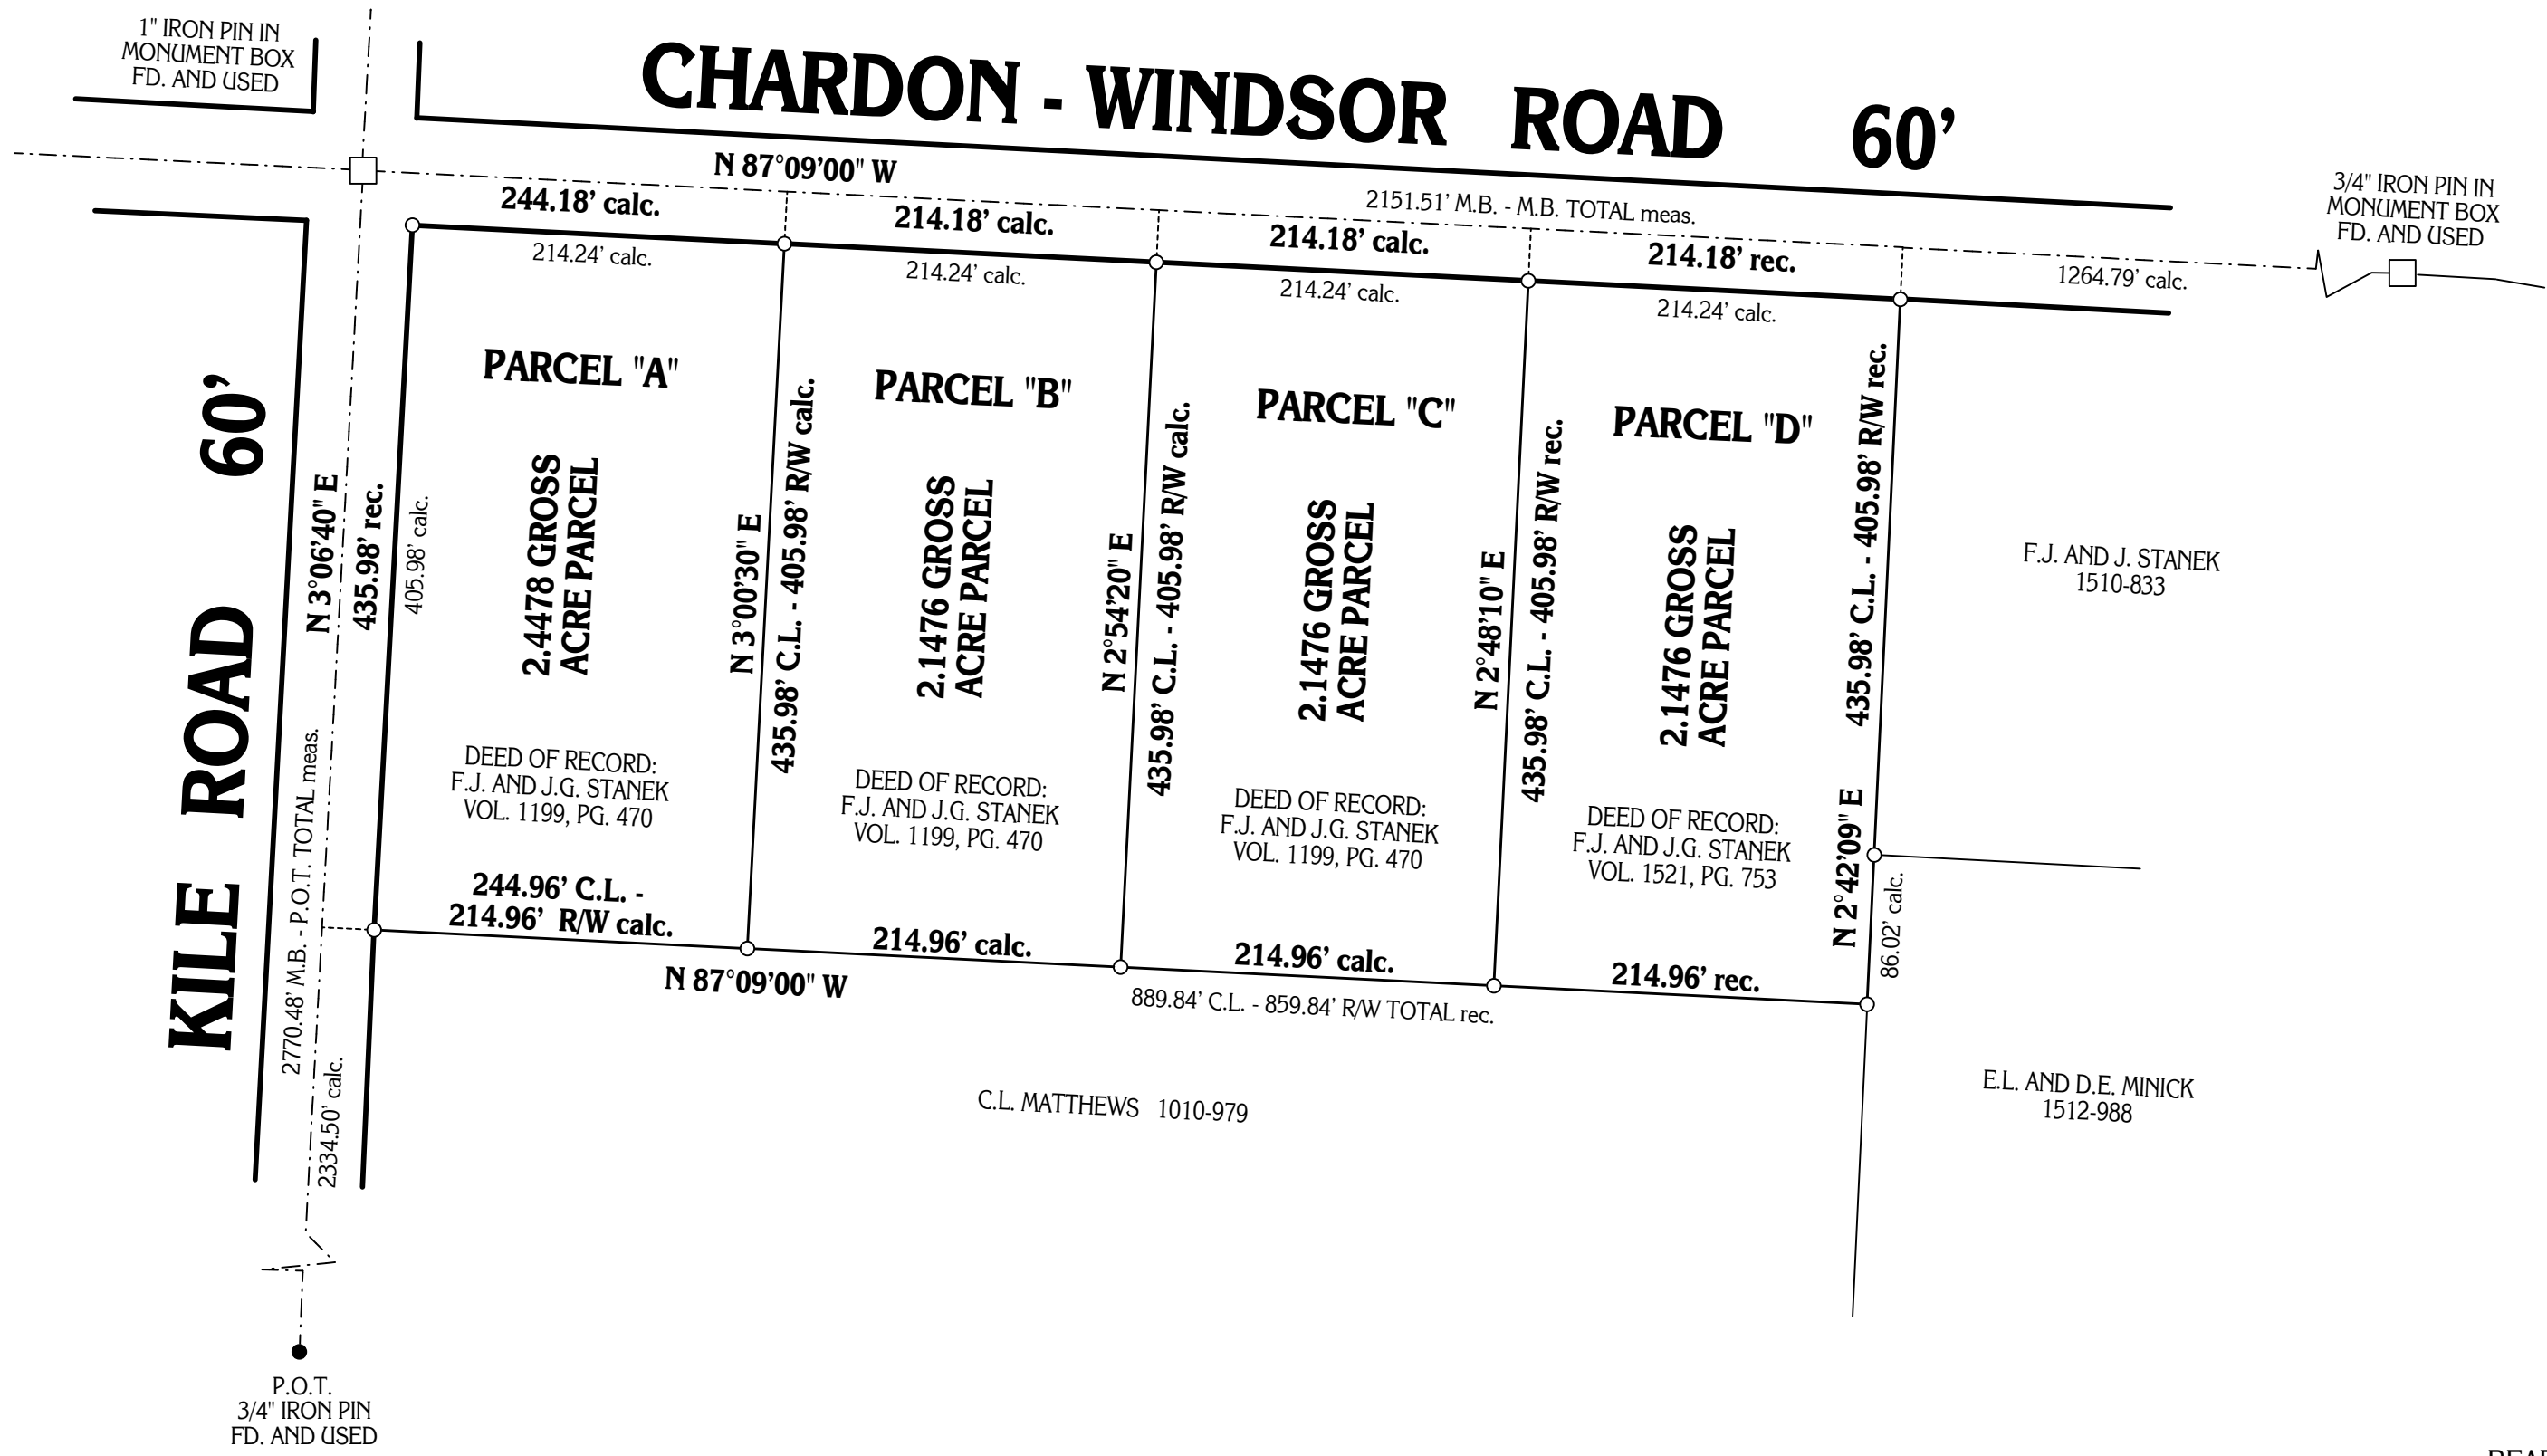 1" IRON PIN IN
MONUMENT BOX
FD. AND USED
CHARDON - WINDSOR ROAD 60'
N 87°09'00" W
2151.51' M.B. - M.B. TOTAL meas.
3/4" IRON PIN IN
MONUMENT BOX
FD. AND USED
244.18' calc.
214.18' calc.
214.18' calc.
214.18' rec.
1264.79' calc.
214.24' calc.
214.24' calc.
214.24' calc.
214.24' calc.
KILE ROAD 60'
N 3°06'40" E
435.98' rec.
405.98' calc.
2770.48' M.B. - P.O.T. TOTAL meas.
2334.50' calc.
PARCEL "A"
2.4478 GROSS
ACRE PARCEL
DEED OF RECORD:
F.J. AND J.G. STANEK
VOL. 1199, PG. 470
244.96' C.L. -
214.96' R/W calc.
N 3°00'30" E
435.98' C.L. - 405.98' R/W calc.
PARCEL "B"
2.1476 GROSS
ACRE PARCEL
DEED OF RECORD:
F.J. AND J.G. STANEK
VOL. 1199, PG. 470
214.96' calc.
N 2°54'20" E
435.98' C.L. - 405.98' R/W calc.
PARCEL "C"
2.1476 GROSS
ACRE PARCEL
DEED OF RECORD:
F.J. AND J.G. STANEK
VOL. 1199, PG. 470
214.96' calc.
N 2°48'10" E
435.98' C.L. - 405.98' R/W rec.
PARCEL "D"
2.1476 GROSS
ACRE PARCEL
DEED OF RECORD:
F.J. AND J.G. STANEK
VOL. 1521, PG. 753
214.96' rec.
N 2°42'09" E
435.98' C.L. - 405.98' R/W rec.
86.02' calc.
F.J. AND J. STANEK
1510-833
N 87°09'00" W
889.84' C.L. - 859.84' R/W TOTAL rec.
C.L. MATTHEWS 1010-979
E.L. AND D.E. MINICK
1512-988
P.O.T.
3/4" IRON PIN
FD. AND USED